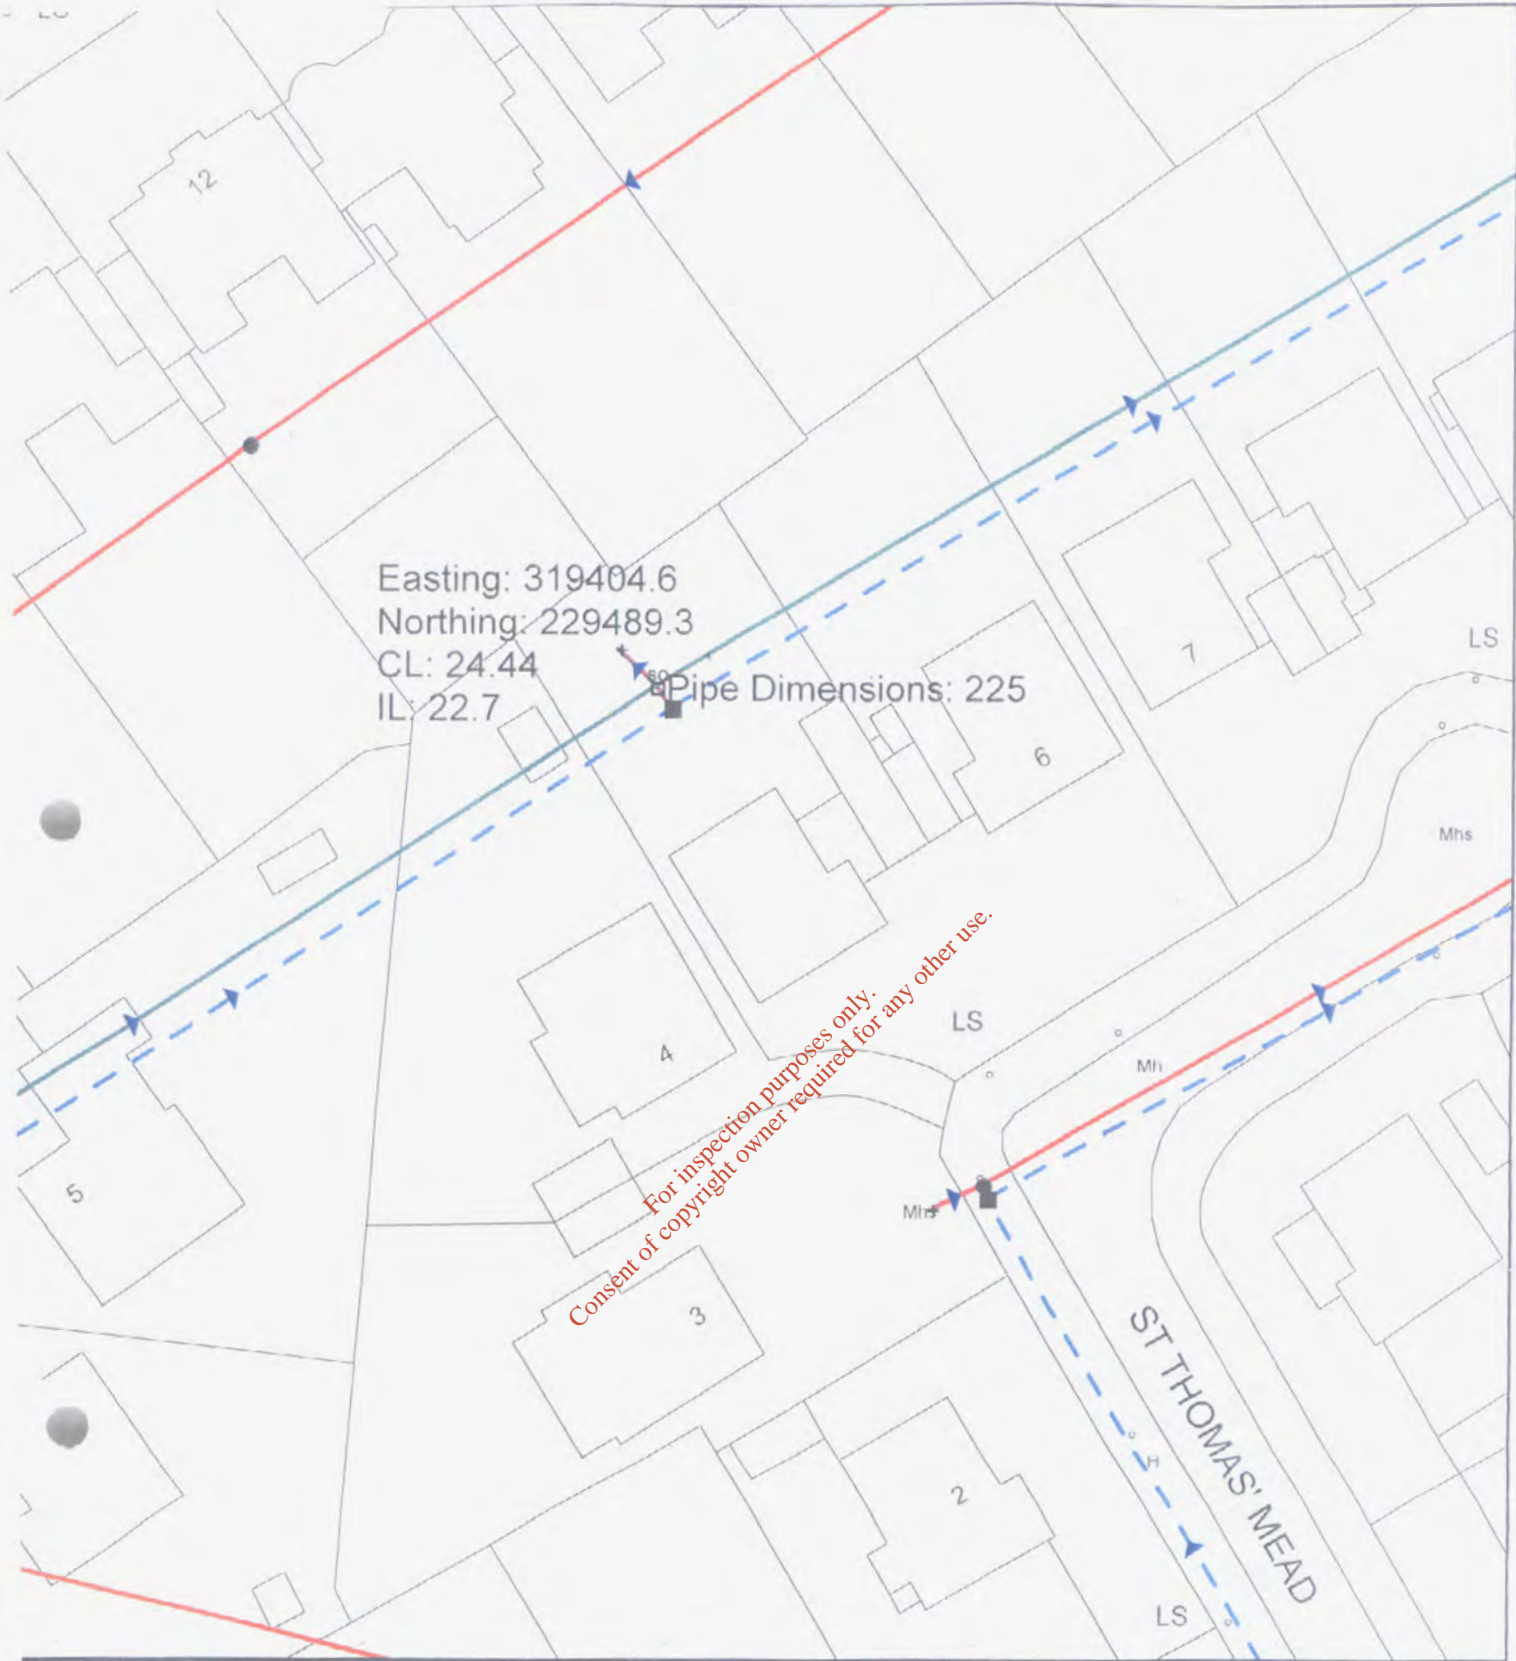 12
Easting: 319404.6
Northing: 229489.3
CL: 24.44
IL: 22.7
Pipe Dimensions: 225
7
LS
6
Mhs
4
LS
Mh
5
Mhs
3
For inspection purposes only.
Consent of copyright owner required for any other use.
ST THOMAS' MEAD
H
2
LS